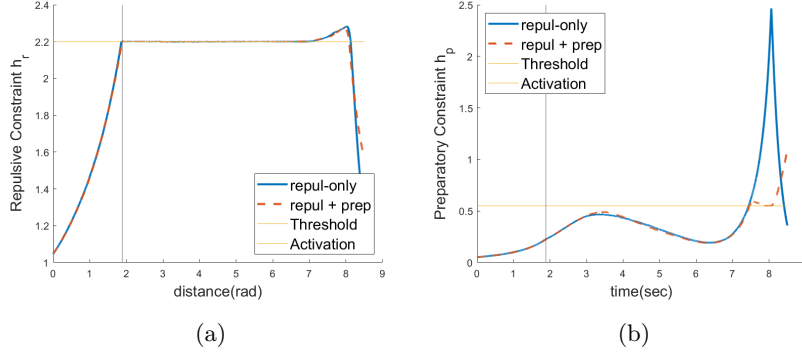 Repulsive Constraint h_r
2.4
2.2
2
1.8
1.6
1.4
1.2
1
0
1
2
3
4
5
6
7
8
9
distance(rad)
repul-only
repul + prep
Threshold
Activation
(a)
Preparatory Constraint h_p
2.5
2
1.5
1
0.5
0
0
1
2
3
4
5
6
7
8
time(sec)
repul-only
repul + prep
Threshold
Activation
(b)